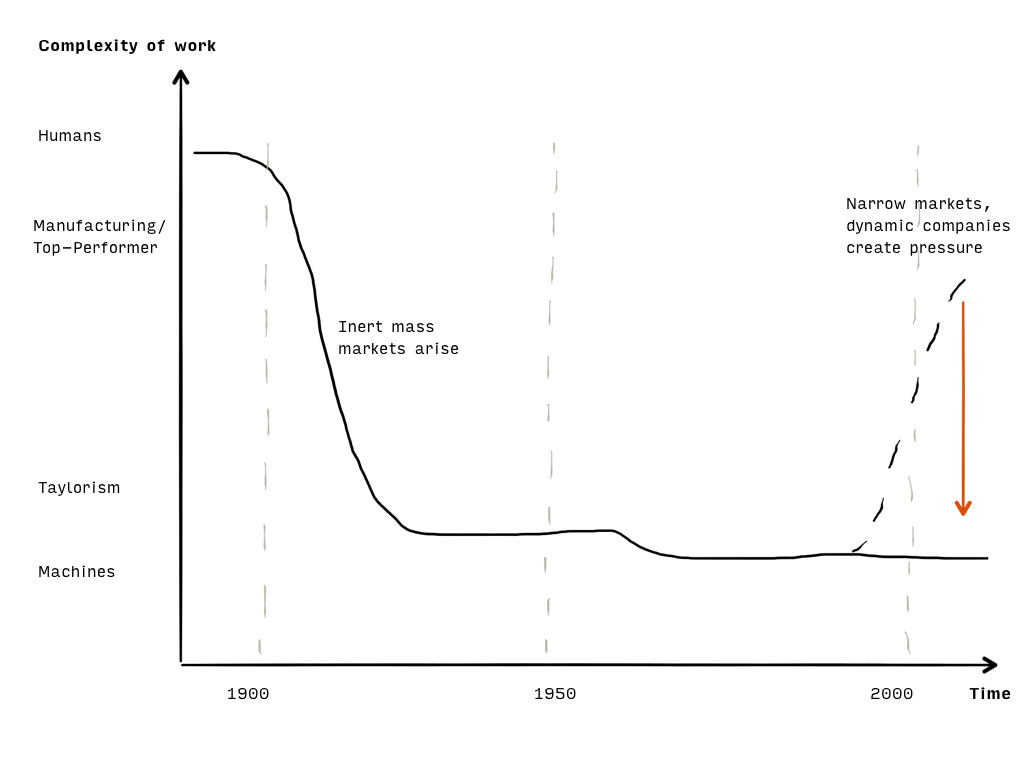 Complexity of work
Humans
Manufacturing/
Top-Performer
Narrow markets,
dynamic companies
create pressure
Inert mass
markets arise
Taylorism
Machines
1900
1950
2000
Time